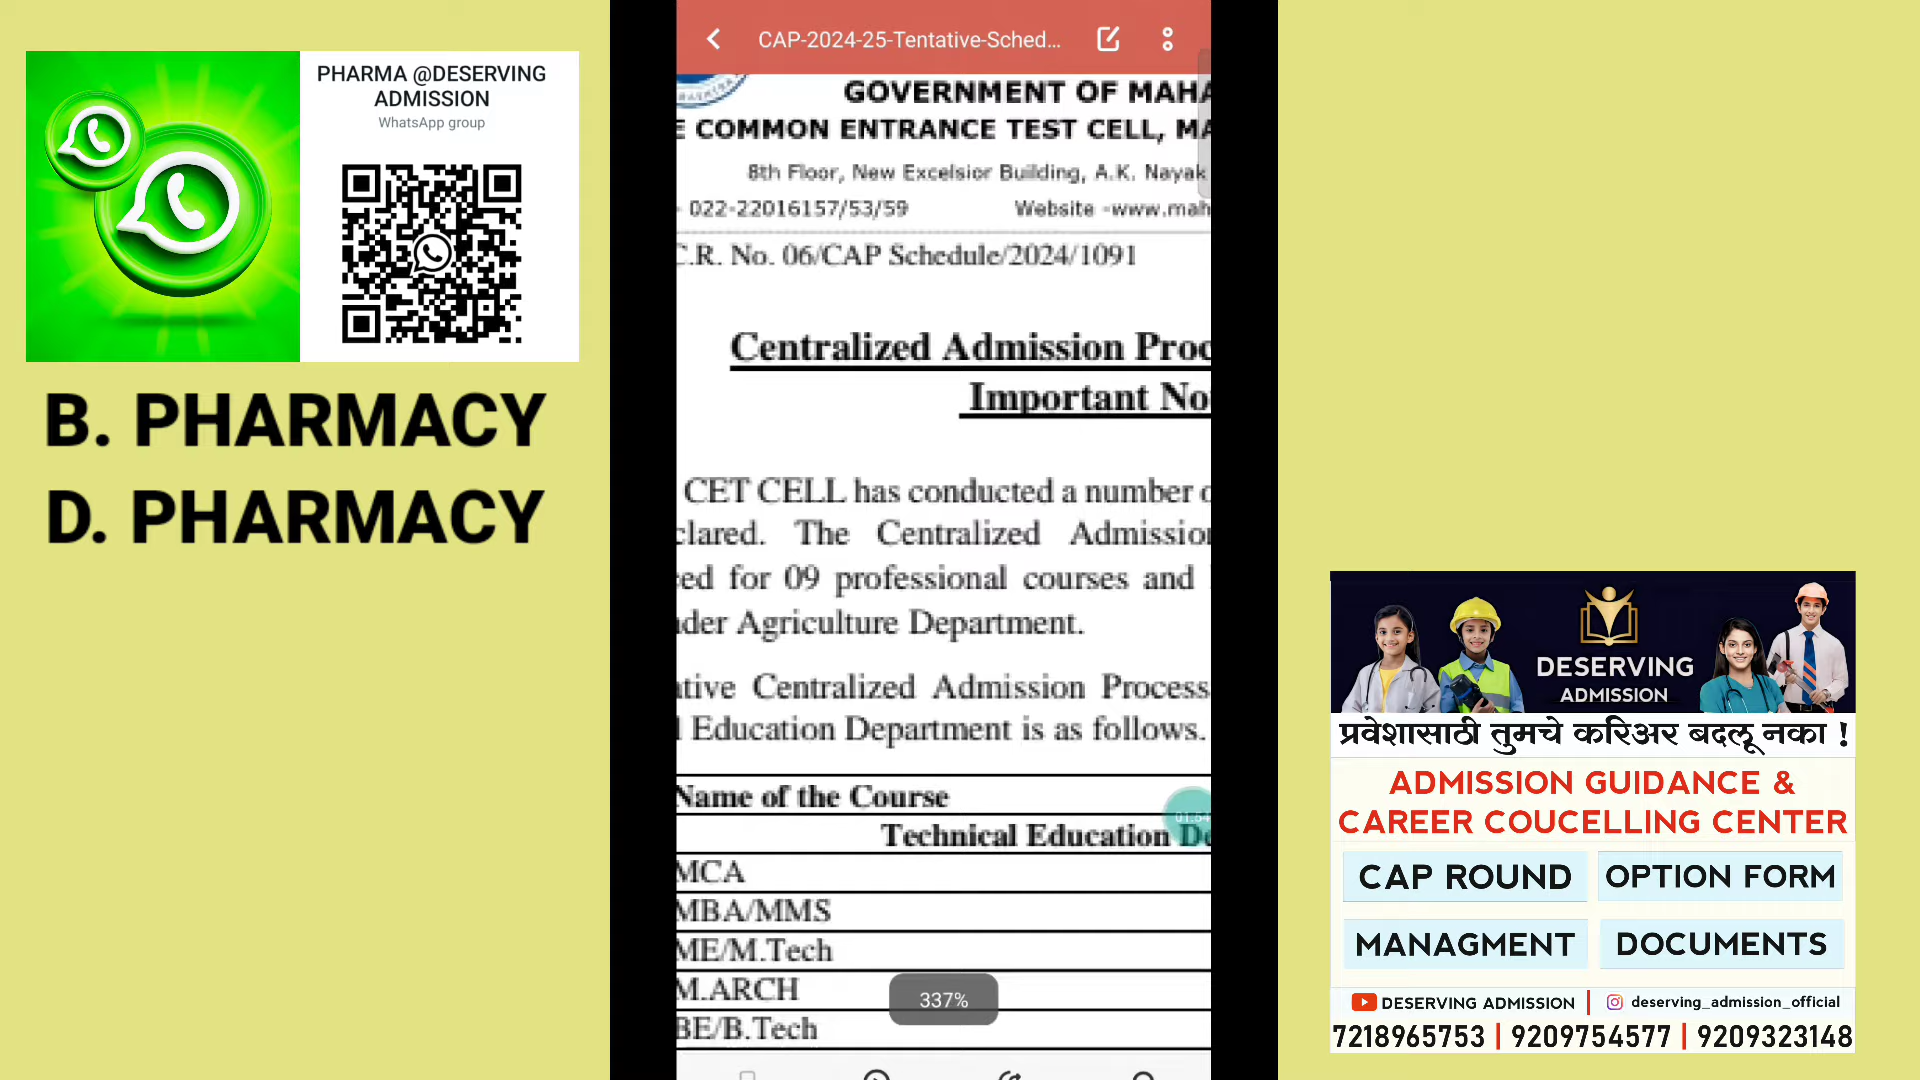 PHARMA @DESERVING
ADMISSION
WhatsApp group
B. PHARMACY
D. PHARMACY
CAP-2024-25-Tentative-Sched...
GOVERNMENT OF MAHA
E COMMON ENTRANCE TEST CELL, MA
8th Floor, New Excelsior Building, A.K. Nayak
- 022-22016157/53/59 Website -www.mah
C.R. No. 06/CAP Schedule/2024/1091
Centralized Admission Proc
Important No
CET CELL has conducted a number o
clared. The Centralized Admission
ced for 09 professional courses and
nder Agriculture Department.
ative Centralized Admission Process
l Education Department is as follows.
Name of the Course
Technical Education De
MCA
MBA/MMS
ME/M.Tech
M.ARCH
BE/B.Tech
337%
DESERVING
ADMISSION
प्रवेशासाठी तुमचे करिअर बदलू नका !
ADMISSION GUIDANCE &
CAREER COUCELLING CENTER
CAP ROUND OPTION FORM
MANAGMENT DOCUMENTS
DESERVING ADMISSION | deserving_admission_official
7218965753 | 9209754577 | 9209323148